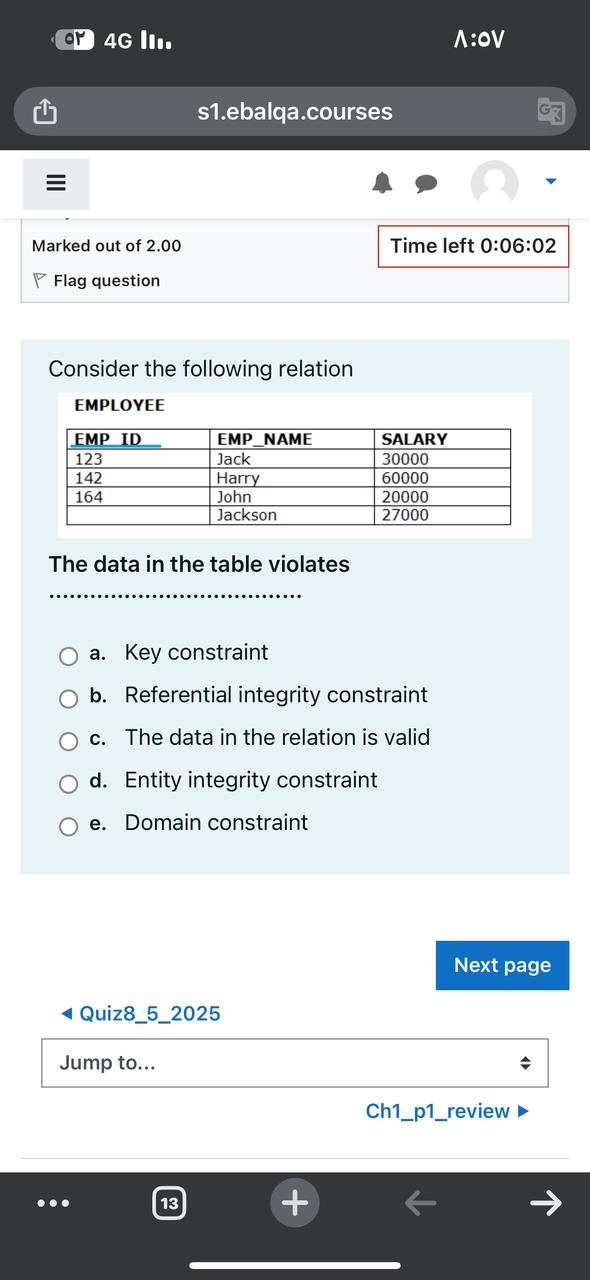 ٥٢ 4G ٨:٥٧
s1.ebalqa.courses
Marked out of 2.00
Time left 0:06:02
Flag question
Consider the following relation
EMPLOYEE
EMP_ID EMP_NAME SALARY
123 Jack 30000
142 Harry 60000
164 John 20000
Jackson 27000
The data in the table violates
....................................
a. Key constraint
b. Referential integrity constraint
c. The data in the relation is valid
d. Entity integrity constraint
e. Domain constraint
Next page
◄ Quiz8_5_2025
Jump to...
Ch1_p1_review ►
13